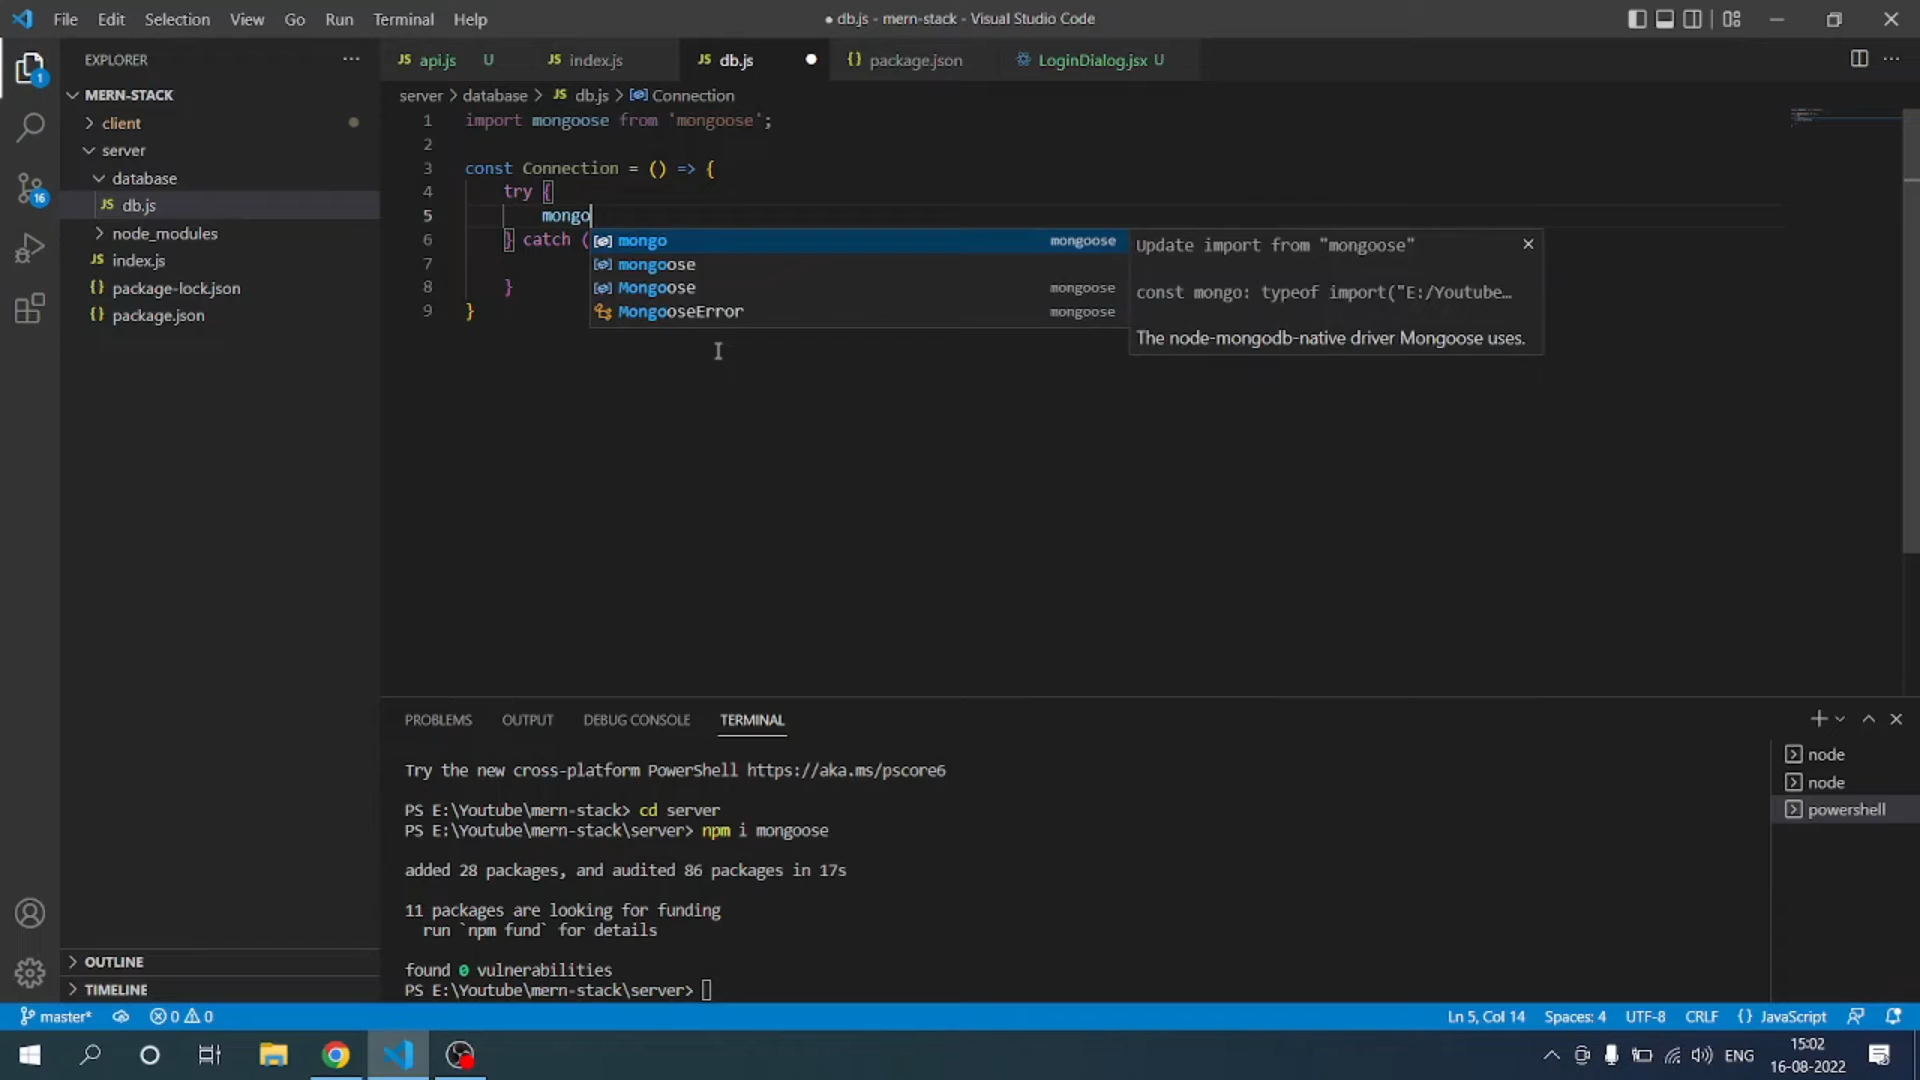 File Edit Selection View Go Run Terminal Help
● db.js - mern-stack - Visual Studio Code
EXPLORER
MERN-STACK
client
server
database
JS db.js
node_modules
JS index.js
{} package-lock.json
{} package.json
OUTLINE
TIMELINE
1
16
JS api.js U
JS index.js
JS db.js
{} package.json
LoginDialog.jsx U
server > database > JS db.js > Connection
1 import mongoose from 'mongoose';
2
3 const Connection = () => {
4 try {
5 mongo
6 } catch (
7
8 }
9 }
mongo mongoose
mongoose
Mongoose mongoose
MongooseError mongoose
Update import from "mongoose"
const mongo: typeof import("E:/Youtube…
The node-mongodb-native driver Mongoose uses.
PROBLEMS OUTPUT DEBUG CONSOLE TERMINAL
Try the new cross-platform PowerShell https://aka.ms/pscore6
PS E:\Youtube\mern-stack> cd server
PS E:\Youtube\mern-stack\server> npm i mongoose
added 28 packages, and audited 86 packages in 17s
11 packages are looking for funding
run `npm fund` for details
found 0 vulnerabilities
PS E:\Youtube\mern-stack\server>
node
node
powershell
master* 0 0
Ln 5, Col 14 Spaces: 4 UTF-8 CRLF {} JavaScript
ENG
15:02
16-08-2022